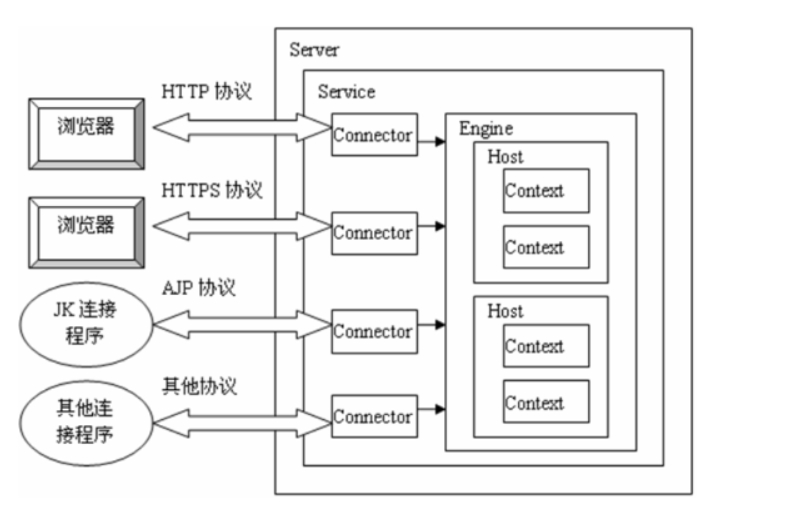 Server
HTTP 协议
Service
浏览器
Connector
Engine
Host
Context
HTTPS 协议
浏览器
Connector
Context
AJP 协议
Host
JK 连接
程序
Connector
Context
其他协议
其他连
接程序
Connector
Context